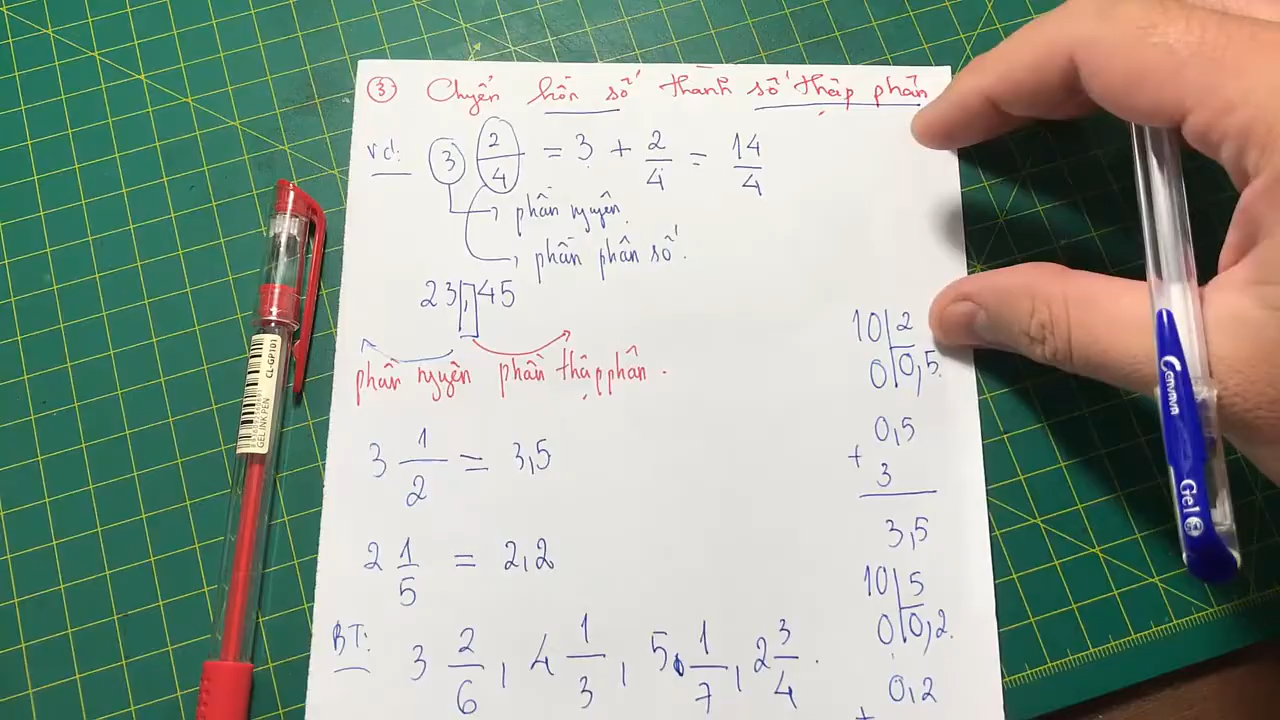 ③ Chuyển hỗn số thành số thập phân
Vd: 3 2/4 = 3 + 2/4 = 14/4
→ phần nguyên.
→ phần phân số.
23,45
phần nguyên phần thập phân.
3 1/2 = 3,5
2 1/5 = 2,2
BT: 3 2/6, 4 1/3, 5 1/7, 2 3/4.
10 2
0 0,5.
0,5
+
3
3,5
10 5
0 0,2.
0,2
+
CL-GP101
GEL INK PEN
Gel